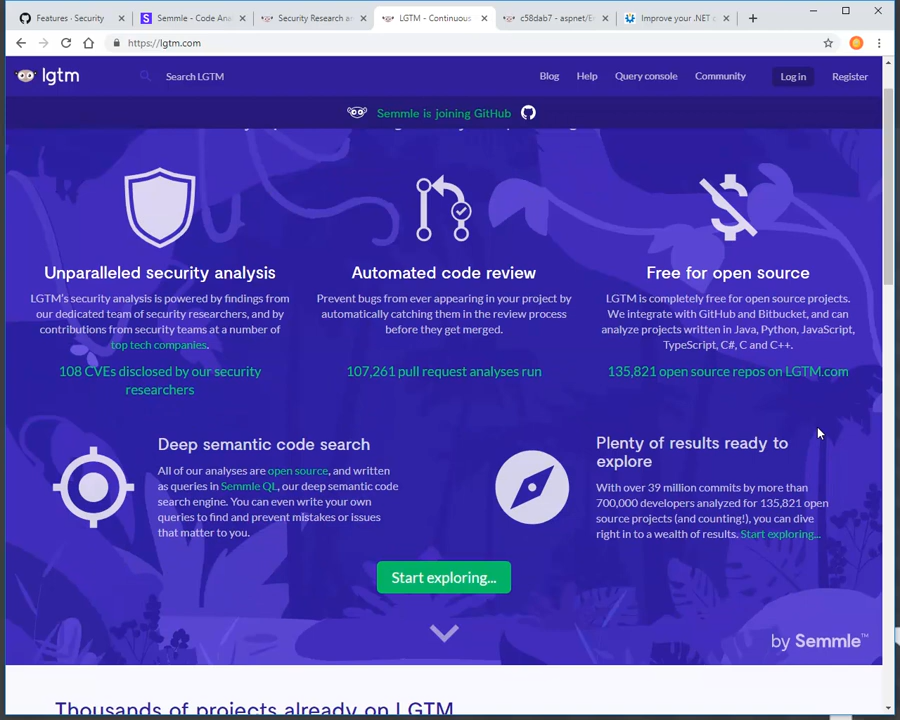 Features · Security
Semmle - Code Ana
Security Research a
LGTM - Continuous
c58dab7 - aspnet/E
Improve your .NET
https://lgtm.com
lgtm
Search LGTM
Blog
Help
Query console
Community
Log in
Register
Semmle is joining GitHub
Unparalleled security analysis
LGTM's security analysis is powered by findings from
our dedicated team of security researchers, and by
contributions from security teams at a number of
top tech companies.
108 CVEs disclosed by our security
researchers
Automated code review
Prevent bugs from ever appearing in your project by
automatically catching them in the review process
before they get merged.
107,261 pull request analyses run
Free for open source
LGTM is completely free for open source projects.
We integrate with GitHub and Bitbucket, and can
analyze projects written in Java, Python, JavaScript,
TypeScript, C#, C and C++.
135,821 open source repos on LGTM.com
Deep semantic code search
All of our analyses are open source, and written
as queries in Semmle QL, our deep semantic code
search engine. You can even write your own
queries to find and prevent mistakes or issues
that matter to you.
Plenty of results ready to
explore
With over 39 million commits by more than
700,000 developers analyzed for 135,821 open
source projects (and counting!), you can dive
right in to a wealth of results. Start exploring...
Start exploring...
by Semmle™
Thousands of projects already on LGTM